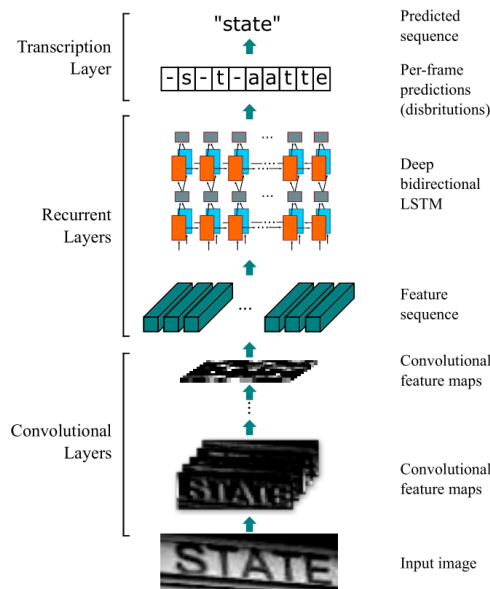 "state"
Predicted
sequence
Transcription
Layer
-s-t-aatte
Per-frame
predictions
(disbritutions)
Recurrent
Layers
...
...
Deep
bidirectional
LSTM
...
Feature
sequence
Convolutional
feature maps
Convolutional
Layers
STATE
Convolutional
feature maps
STATE
Input image